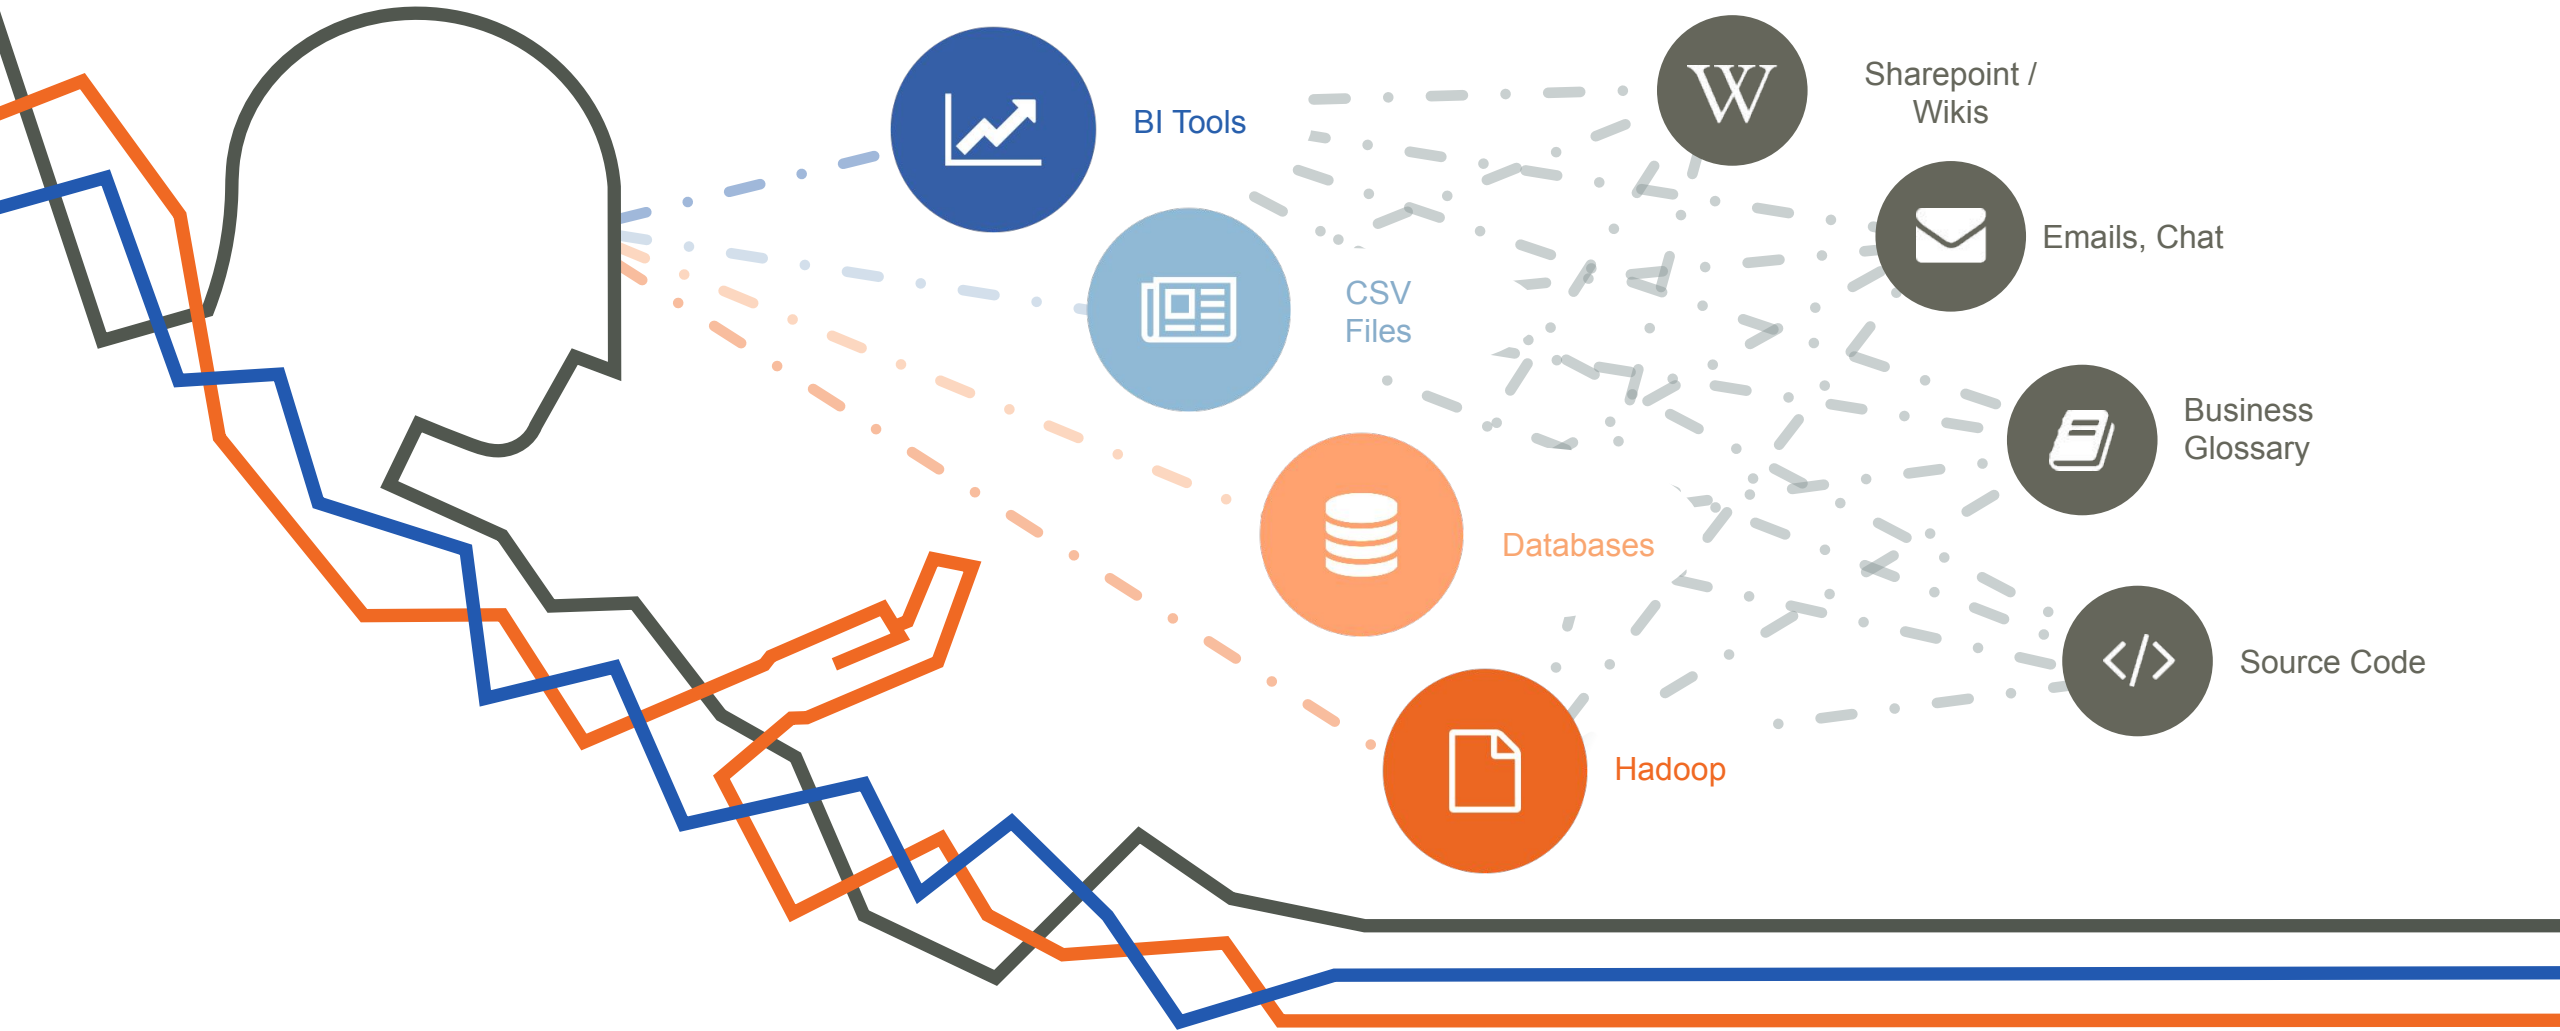 BI Tools
CSV
Files
Databases
Hadoop
Sharepoint /
Wikis
Emails, Chat
Business
Glossary
Source Code